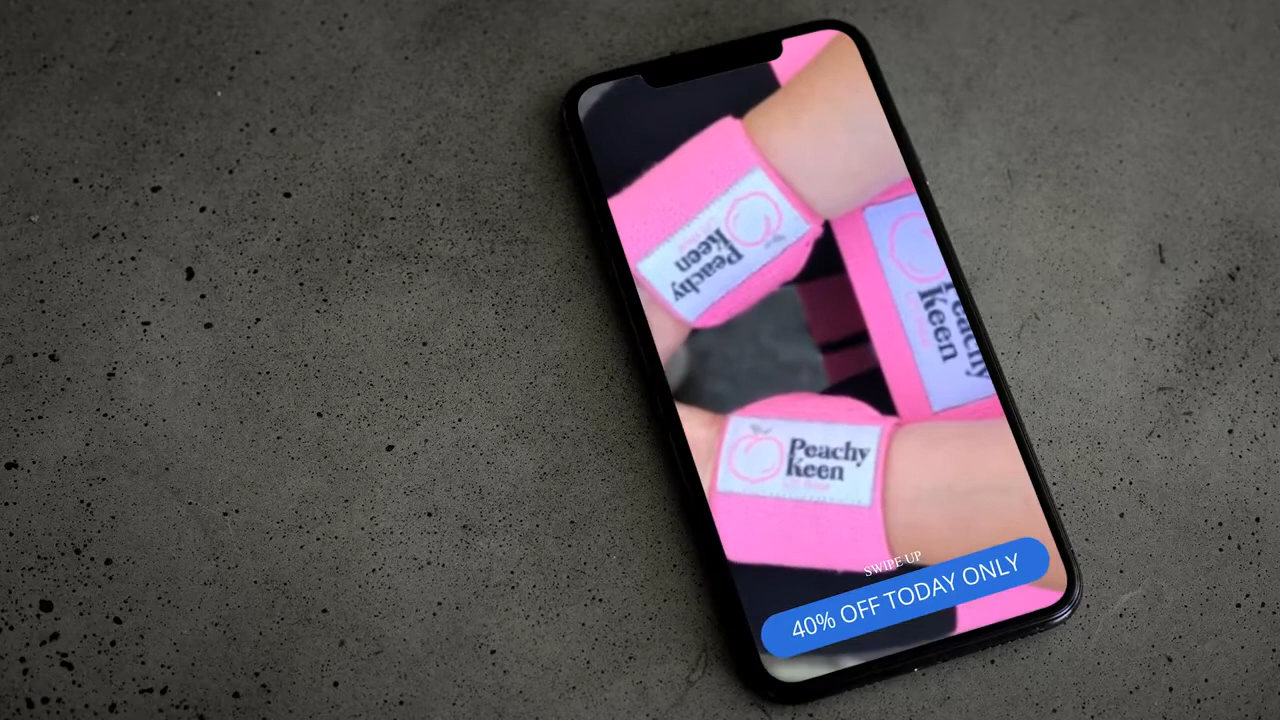 Peachy
Keen
Peachy
Keen
Peachy
Keen
SWIPE UP
40% OFF TODAY ONLY